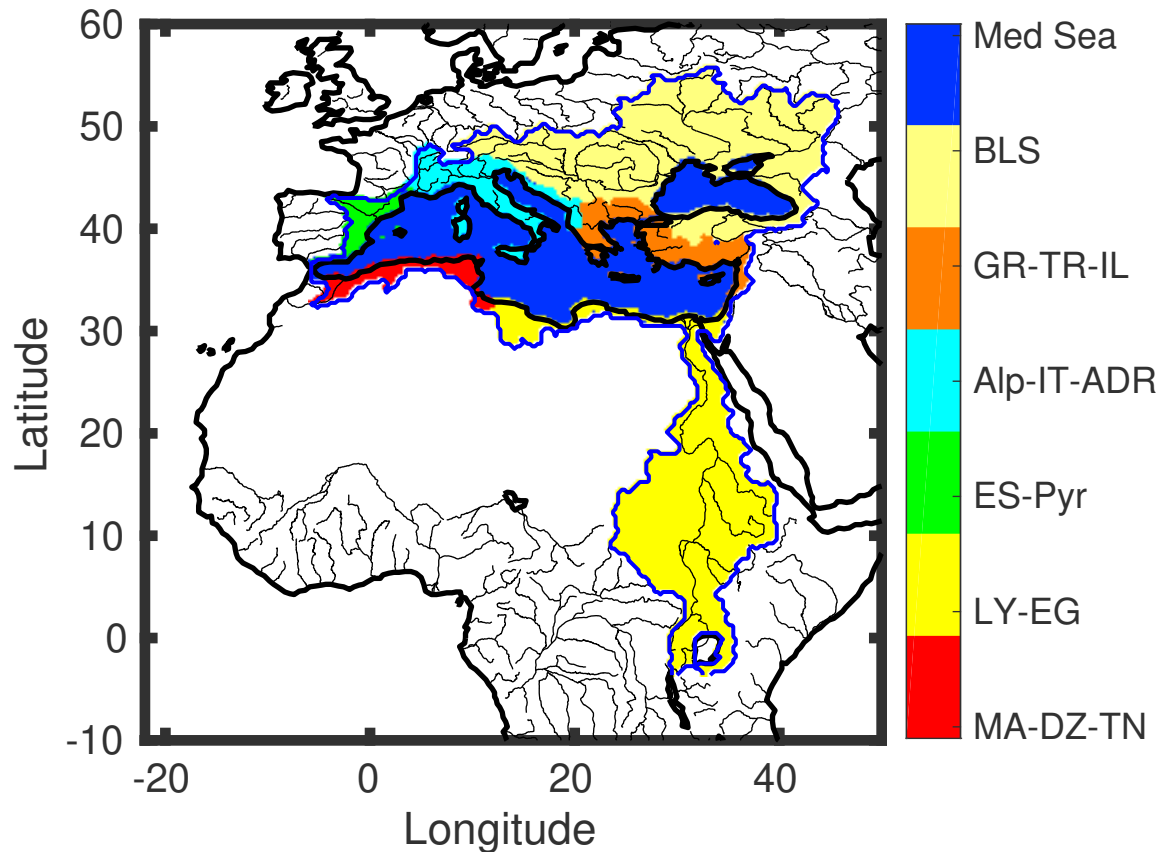 60
50
40
30
20
10
0
-10
-20
0
20
40
Latitude
Longitude
Med Sea
BLS
GR-TR-IL
Alp-IT-ADR
ES-Pyr
LY-EG
MA-DZ-TN